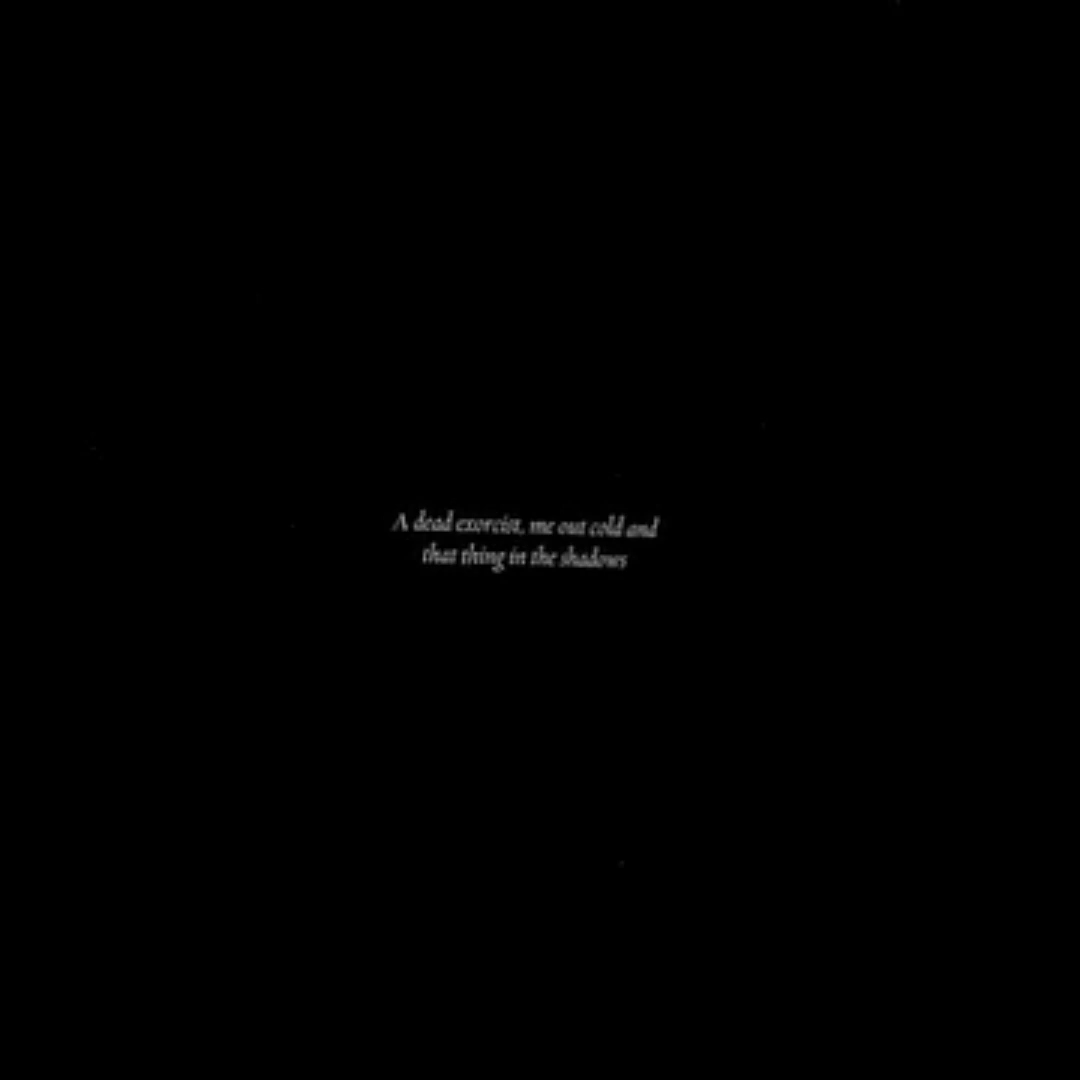 A dead exorcist, me out cold and
that thing in the shadows